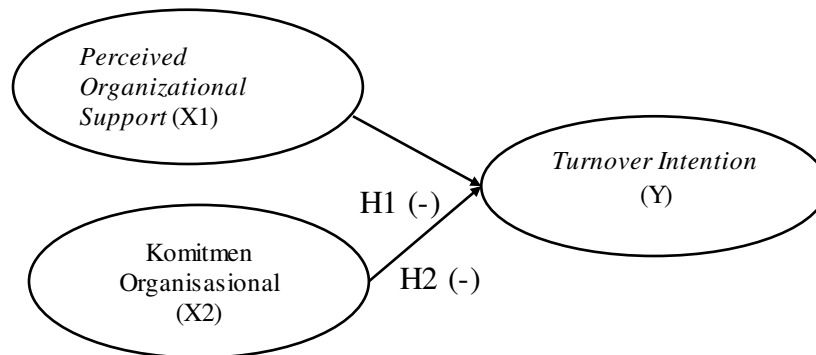 Perceived
Organizational
Support (X1)
Turnover Intention
(Y)
H1 (-)
Komitmen
Organisasional
(X2)
H2 (-)